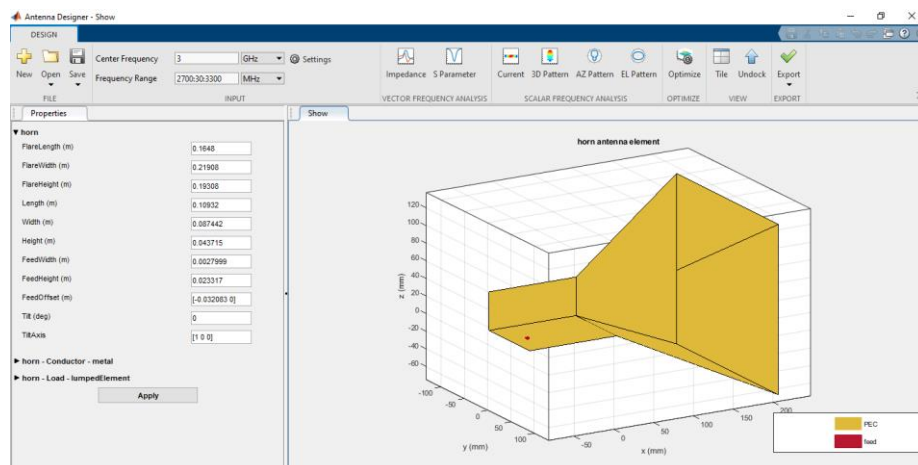 Antenna Designer - Show
DESIGN
New Open Save
FILE
Center Frequency 3 GHz Settings
Frequency Range 2700:30:3300 MHz
INPUT
Impedance S Parameter
VECTOR FREQUENCY ANALYSIS
Current 3D Pattern AZ Pattern EL Pattern
SCALAR FREQUENCY ANALYSIS
Optimize
OPTIMIZE
Tile Undock
VIEW
Export
EXPORT
Properties
horn
FlareLength (m) 0.1648
FlareWidth (m) 0.21908
FlareHeight (m) 0.19308
Length (m) 0.10932
Width (m) 0.087442
Height (m) 0.043715
FeedWidth (m) 0.0027999
FeedHeight (m) 0.023317
FeedOffset (m) [-0.032083 0]
Tilt (deg) 0
TiltAxis [1 0 0]
horn - Conductor - metal
horn - Load - lumpedElement
Apply
Show
horn antenna element
120
100
80
60
40
20
0
-20
-40
-60
z (mm)
-100
-50
0
50
100
y (mm)
-50
0
50
100
150
200
x (mm)
PEC
feed